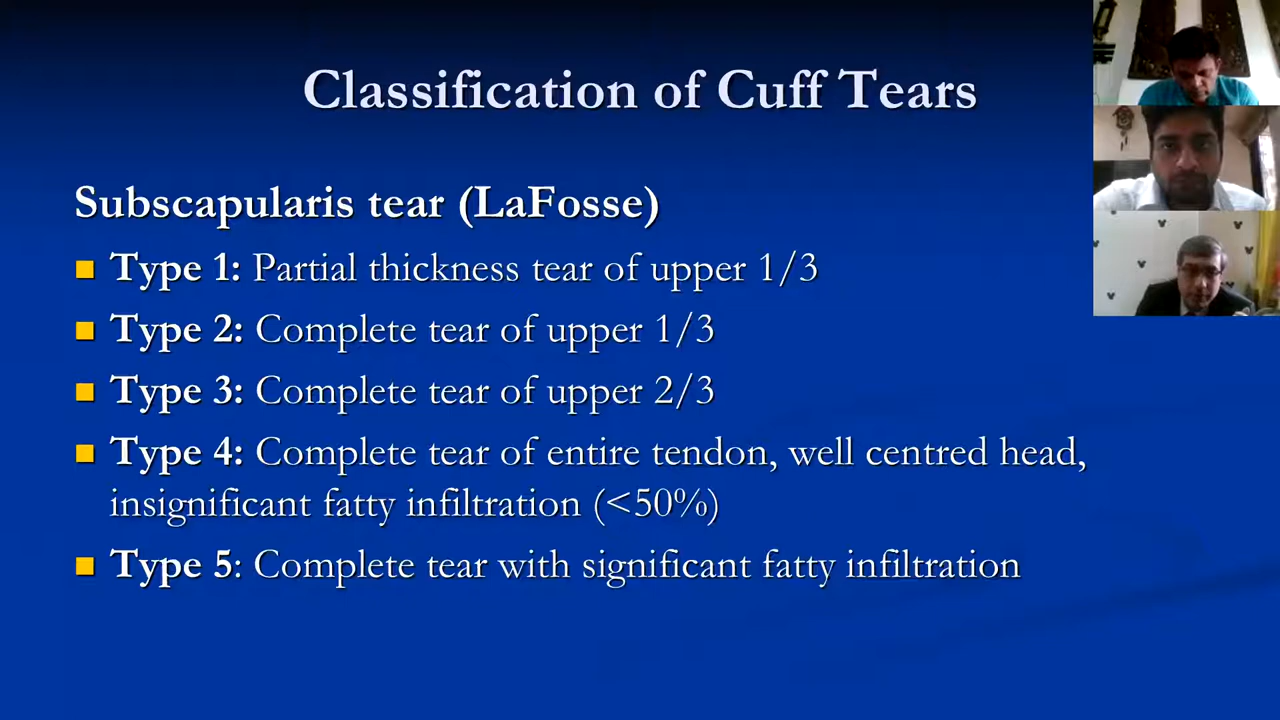 Classification of Cuff Tears
Subscapularis tear (LaFosse)
Type 1: Partial thickness tear of upper 1/3
Type 2: Complete tear of upper 1/3
Type 3: Complete tear of upper 2/3
Type 4: Complete tear of entire tendon, well centred head,
insignificant fatty infiltration (<50%)
Type 5: Complete tear with significant fatty infiltration